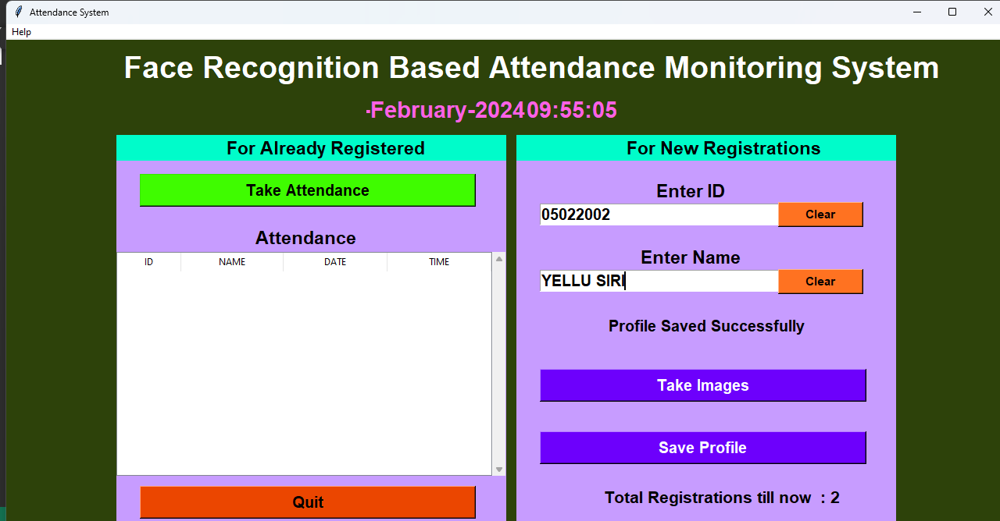 Attendance System
Help
Face Recognition Based Attendance Monitoring System
-February-2024 09:55:05
For Already Registered
Take Attendance
Attendance
ID NAME DATE TIME
Quit
For New Registrations
Enter ID
05022002 Clear
Enter Name
YELLU SIRI Clear
Profile Saved Successfully
Take Images
Save Profile
Total Registrations till now : 2